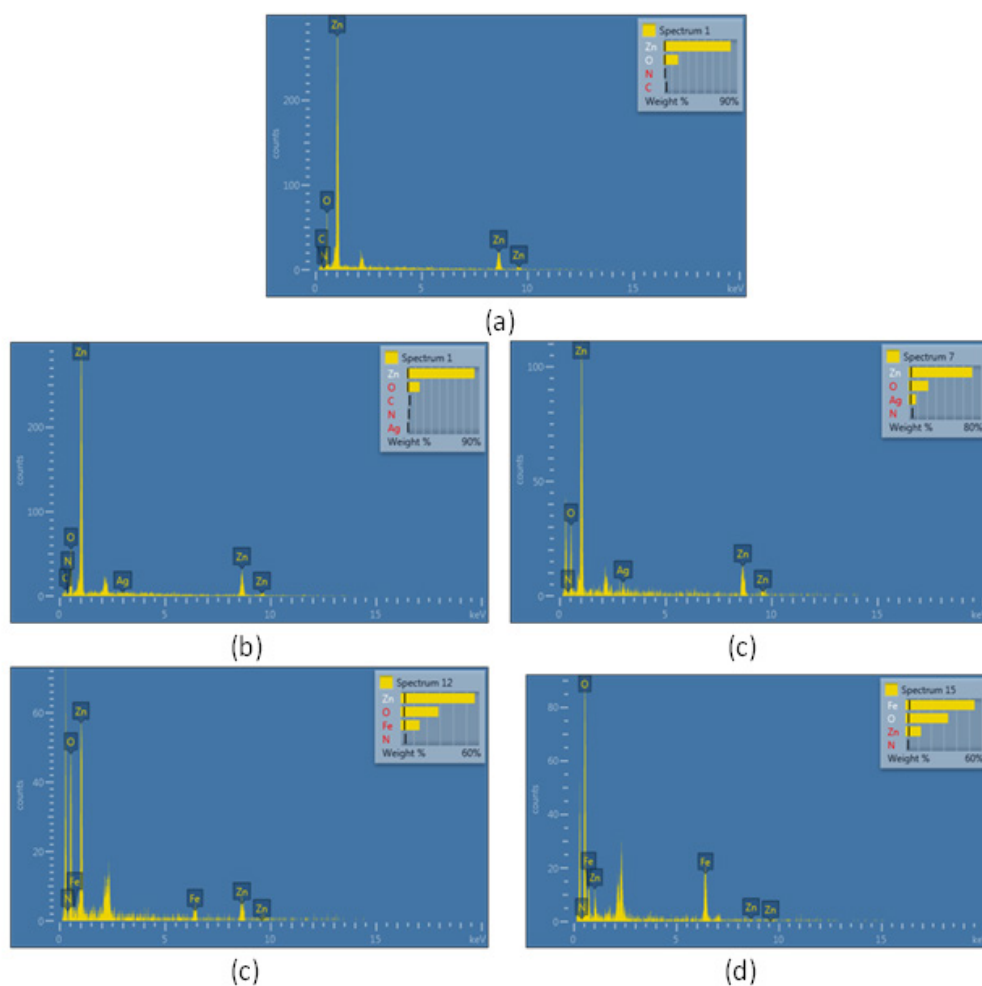 Zn
Spectrum 1
Zn
O
N
C
Weight % 90%
200
counts
100
O
C
N
Zn
Zn
0
0 5 10 15 keV
(a)
Zn
Spectrum 1
Zn
O
C
N
Ag
Weight % 90%
200
counts
100
O
N
C
Ag
Zn
Zn
0
0 5 10 15 keV
(b)
Zn
Spectrum 7
Zn
O
Ag
N
Weight % 80%
100
counts
50
O
N
Ag
Zn
Zn
0
0 5 10 15 keV
(c)
Spectrum 12
Zn
O
Fe
N
Weight % 60%
60
Zn
O
counts
40
20
Fe
N
Fe
Zn
Zn
0
0 5 10 15 keV
(c)
O
Spectrum 15
Fe
O
Zn
N
Weight % 60%
80
60
counts
40
20
Fe
Zn
N
Fe
Zn
Zn
0
0 5 10 15 keV
(d)